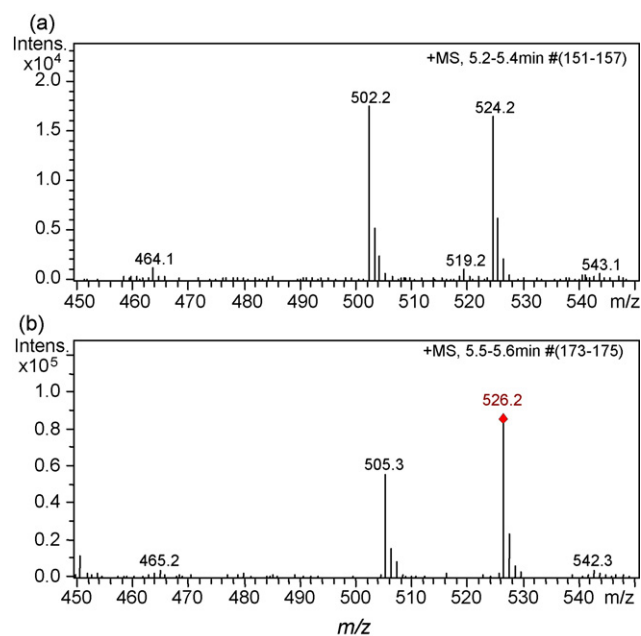 (a)
Intens.
x10⁴
+MS, 5.2-5.4min #(151-157)
2.0
1.5
1.0
0.5
0.0
464.1
502.2
519.2
524.2
543.1
450 460 470 480 490 500 510 520 530 540 m/z
(b)
Intens.
x10⁵
+MS, 5.5-5.6min #(173-175)
1.0
0.8
0.6
0.4
0.2
0.0
465.2
505.3
526.2
542.3
450 460 470 480 490 500 510 520 530 540 m/z
m/z